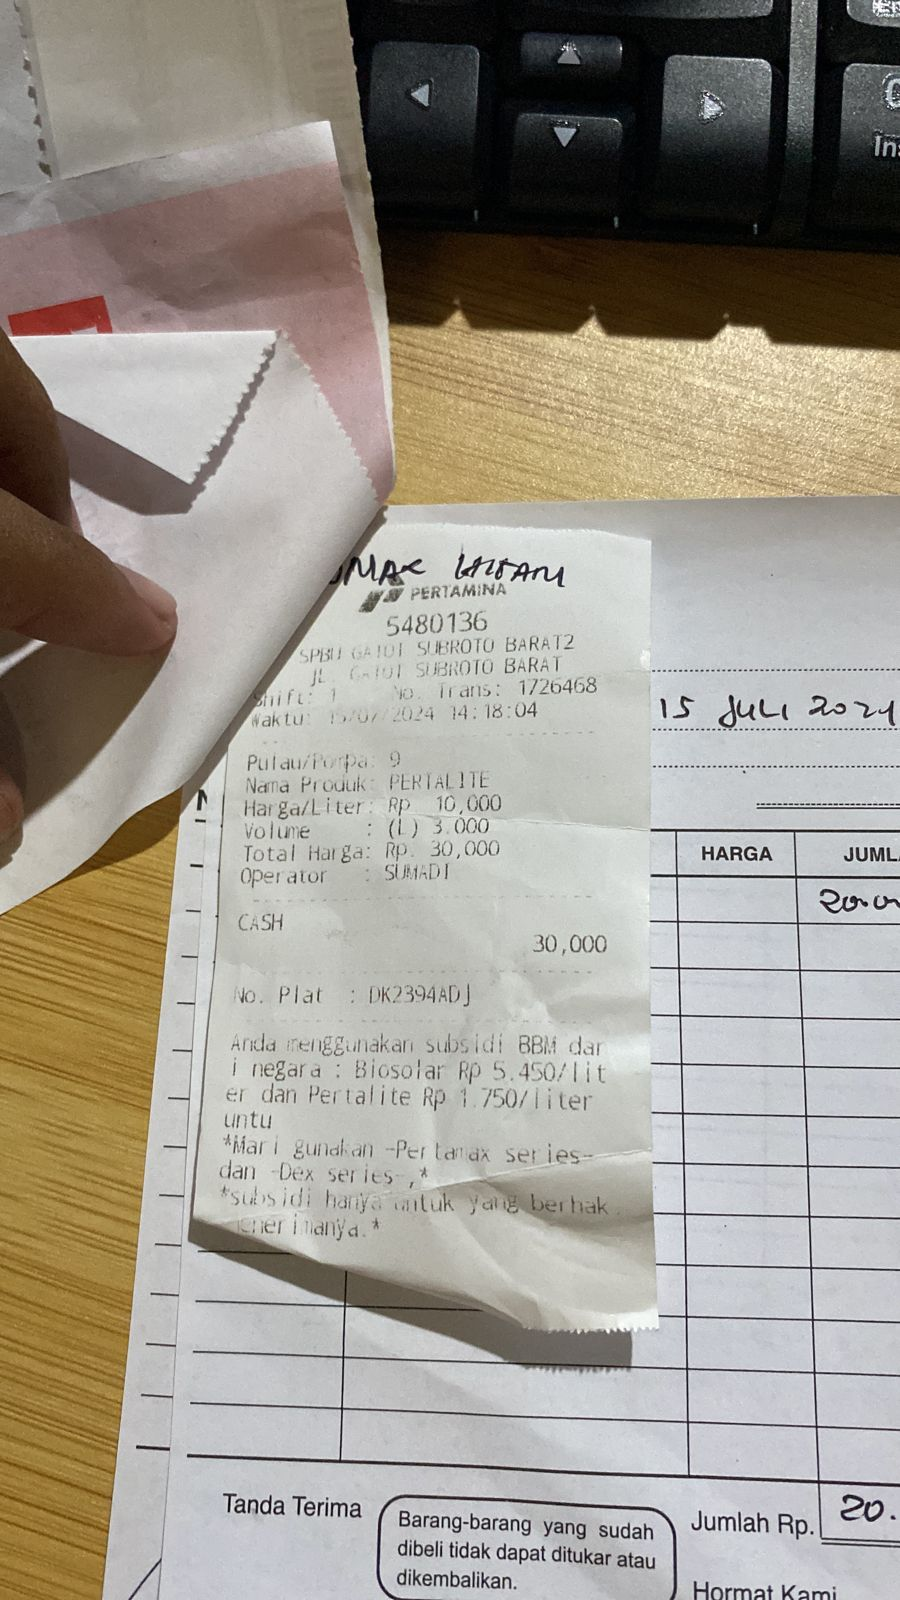 PERTAMINA
5480136
SPBU GATOT SUBROTO BARAT2
JL. GATOT SUBROTO BARAT
Shift: 1 No. Trans: 1726468
Waktu: 15/07/2024 14:18:04
Pulau/Pompa: 9
Nama Produk: PERTALITE
Harga/Liter: Rp. 10,000
Volume : (L) 3.000
Total Harga: Rp. 30,000
Operator : SUMADI
CASH
30,000
No. Plat : DK2394ADJ
Anda menggunakan subsidi BBM dar
i negara : Biosolar Rp 5.450/lit
er dan Pertalite Rp 1.750/liter
untu
*Mari gunakan -Pertamax series-
dan -Dex series-,*
*subsidi hanya untuk yang berhak
menerimanya.*
15 JULI 2024
HARGA JUMLA
Tanda Terima
Barang-barang yang sudah
dibeli tidak dapat ditukar atau
dikembalikan.
Jumlah Rp. 20.
Hormat Kami